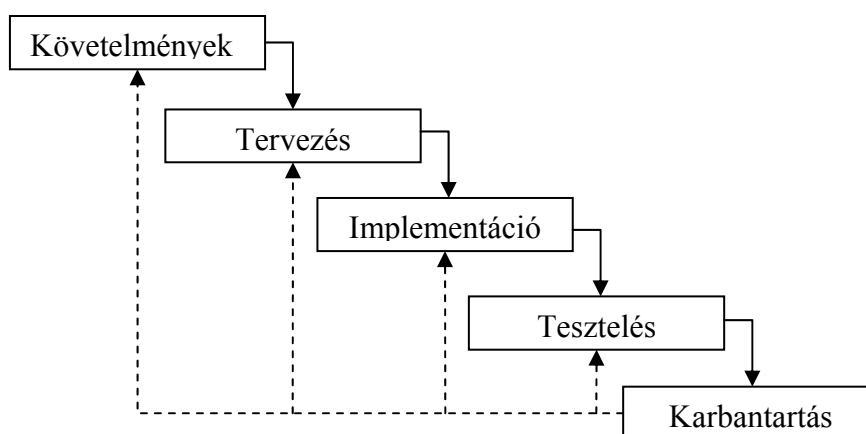 Követelmények
Tervezés
Implementáció
Tesztelés
Karbantartás